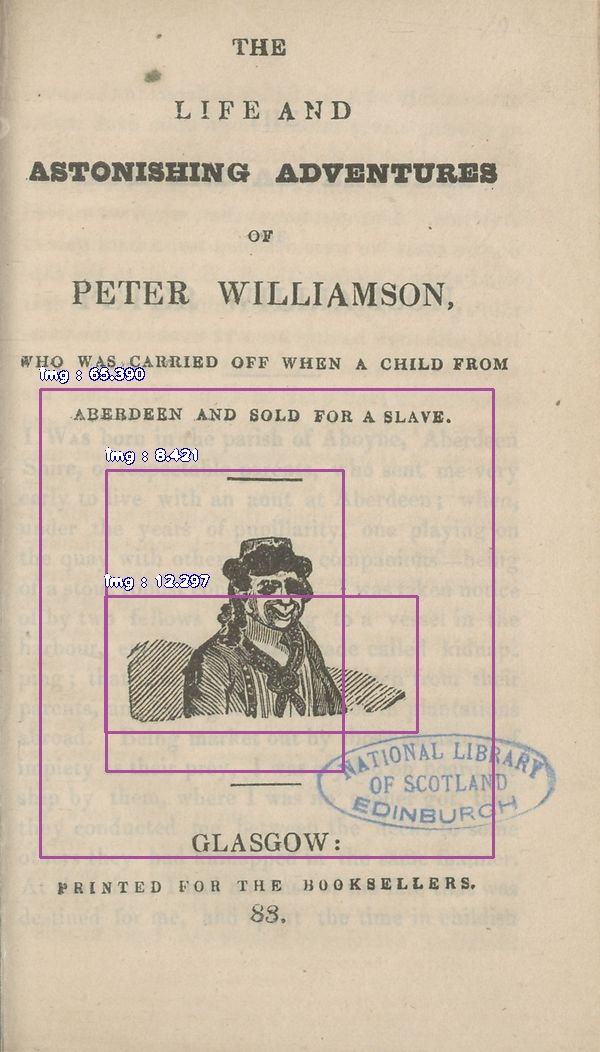 THE
LIFE AND
ASTONISHING ADVENTURES
OF
PETER WILLIAMSON,
WHO WAS CARRIED OFF WHEN A CHILD FROM
img : 65.390
ABERDEEN AND SOLD FOR A SLAVE.
img : 8.421
img : 12.297
NATIONAL LIBRARY
OF SCOTLAND
EDINBURGH
GLASGOW:
PRINTED FOR THE BOOKSELLERS.
83.